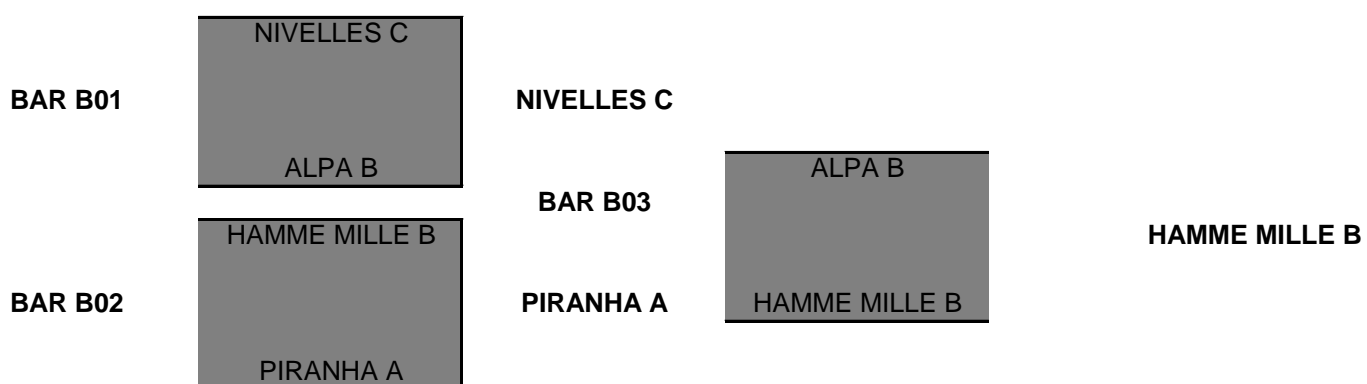 NIVELLES C
BAR B01
NIVELLES C
ALPA B
ALPA B
BAR B03
HAMME MILLE B
HAMME MILLE B
BAR B02
PIRANHA A
HAMME MILLE B
PIRANHA A